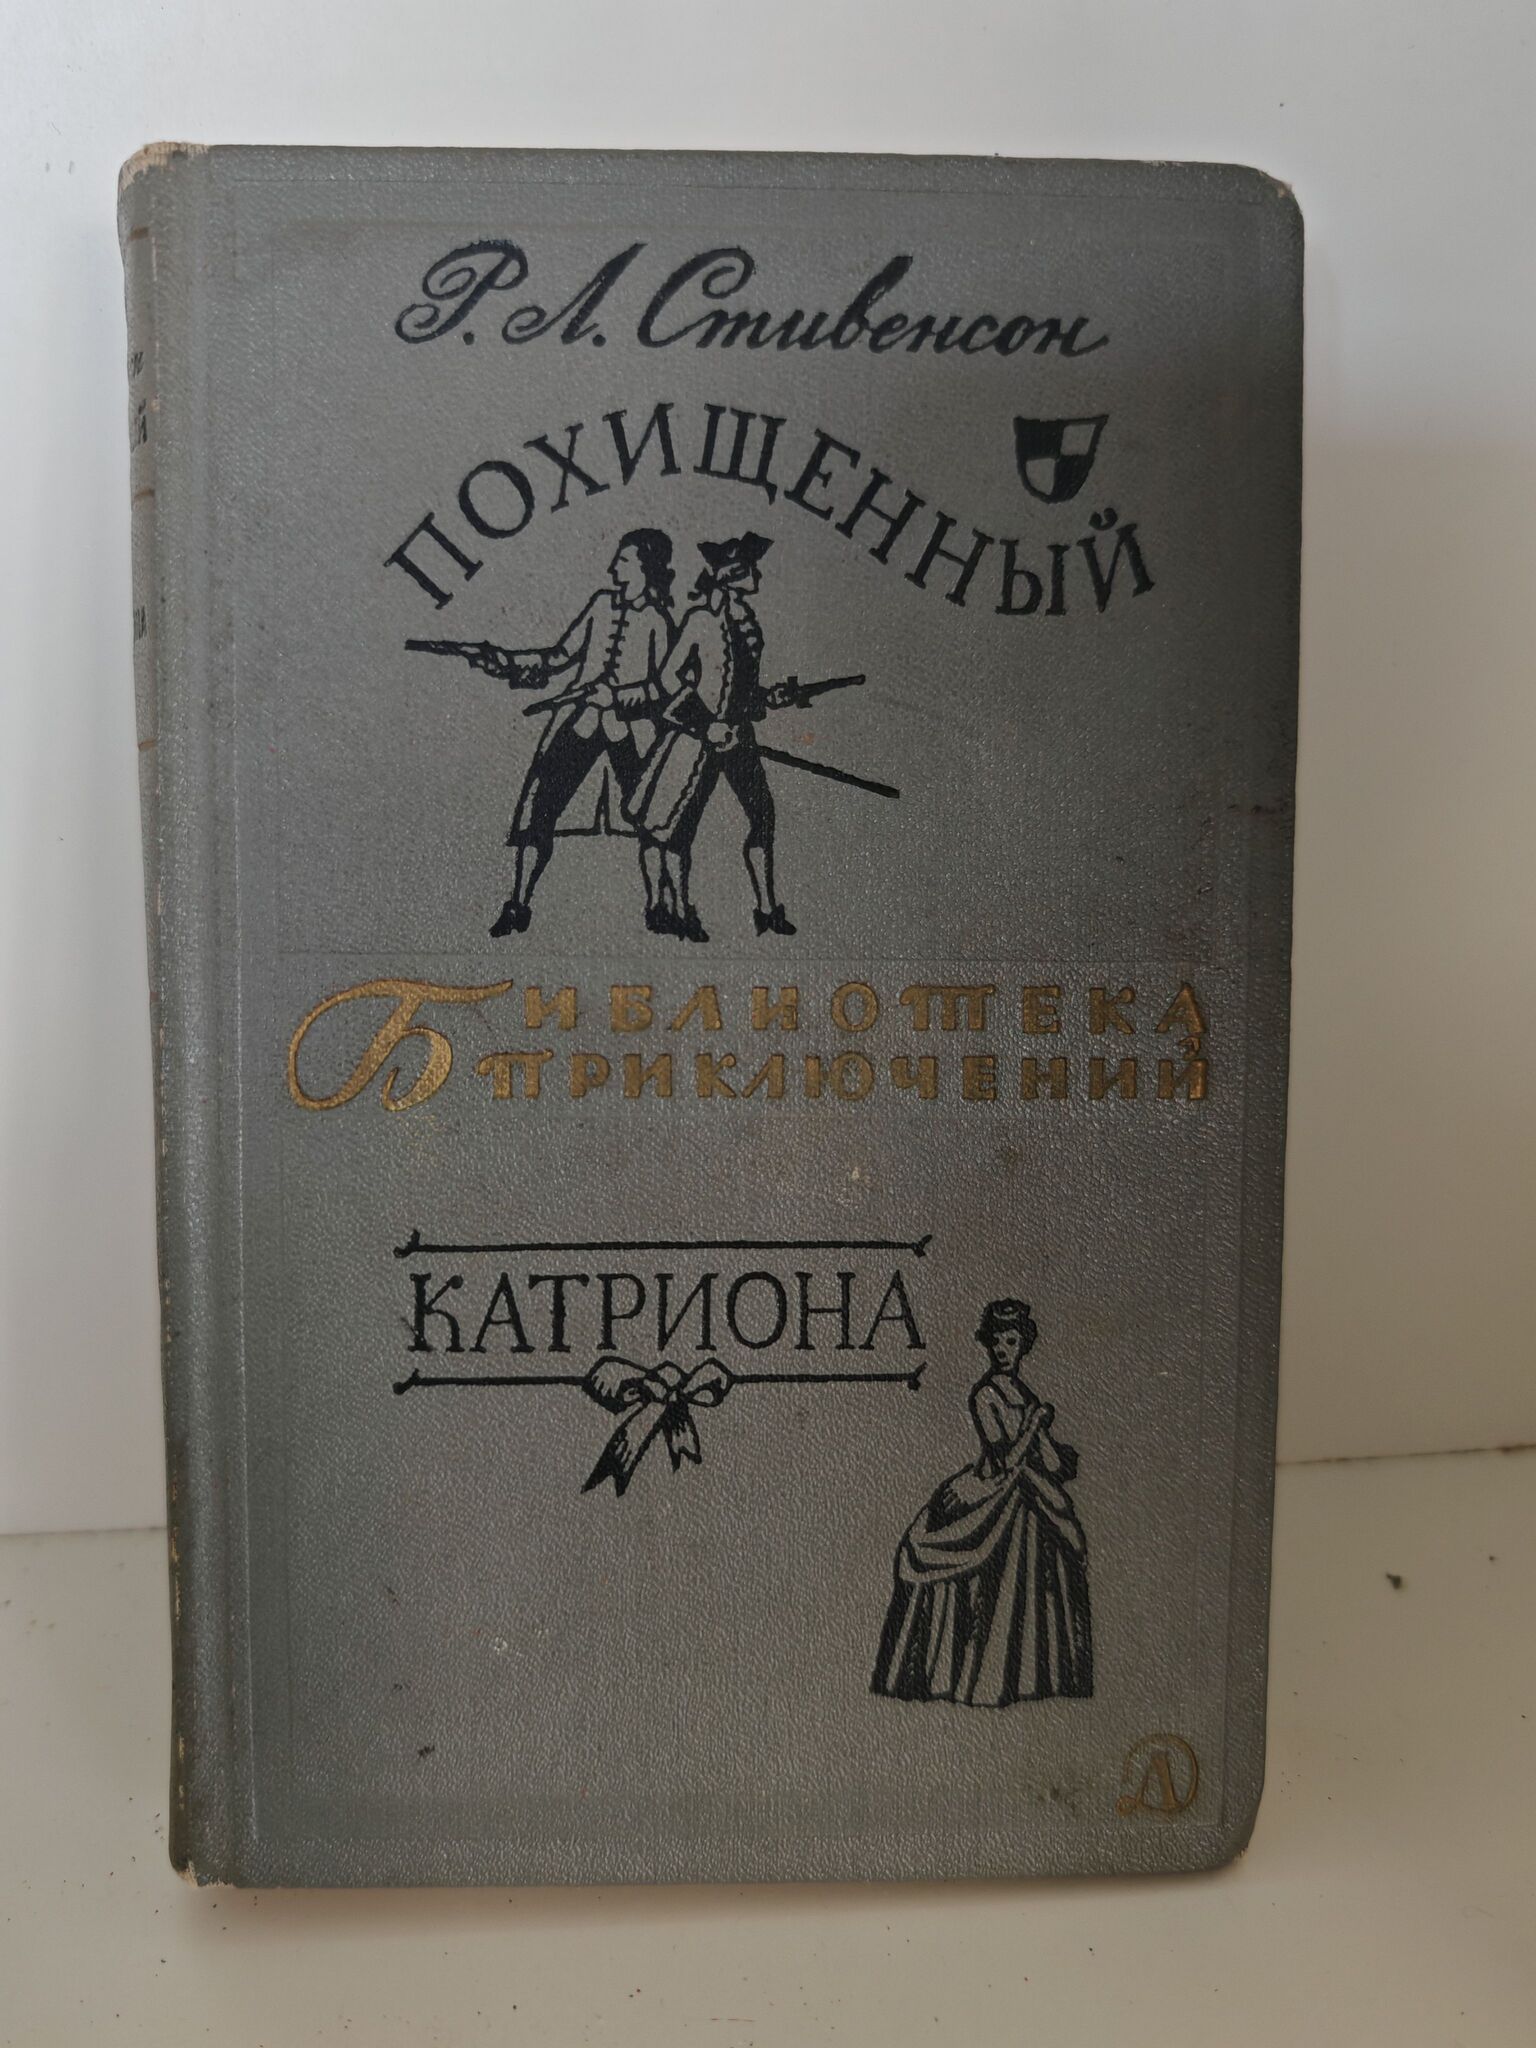 Р. Л. Стивенсон
ПОХИЩЕННЫЙ
БИБЛИОТЕКА
ПРИКЛЮЧЕНИЙ
КАТРИОНА
Д